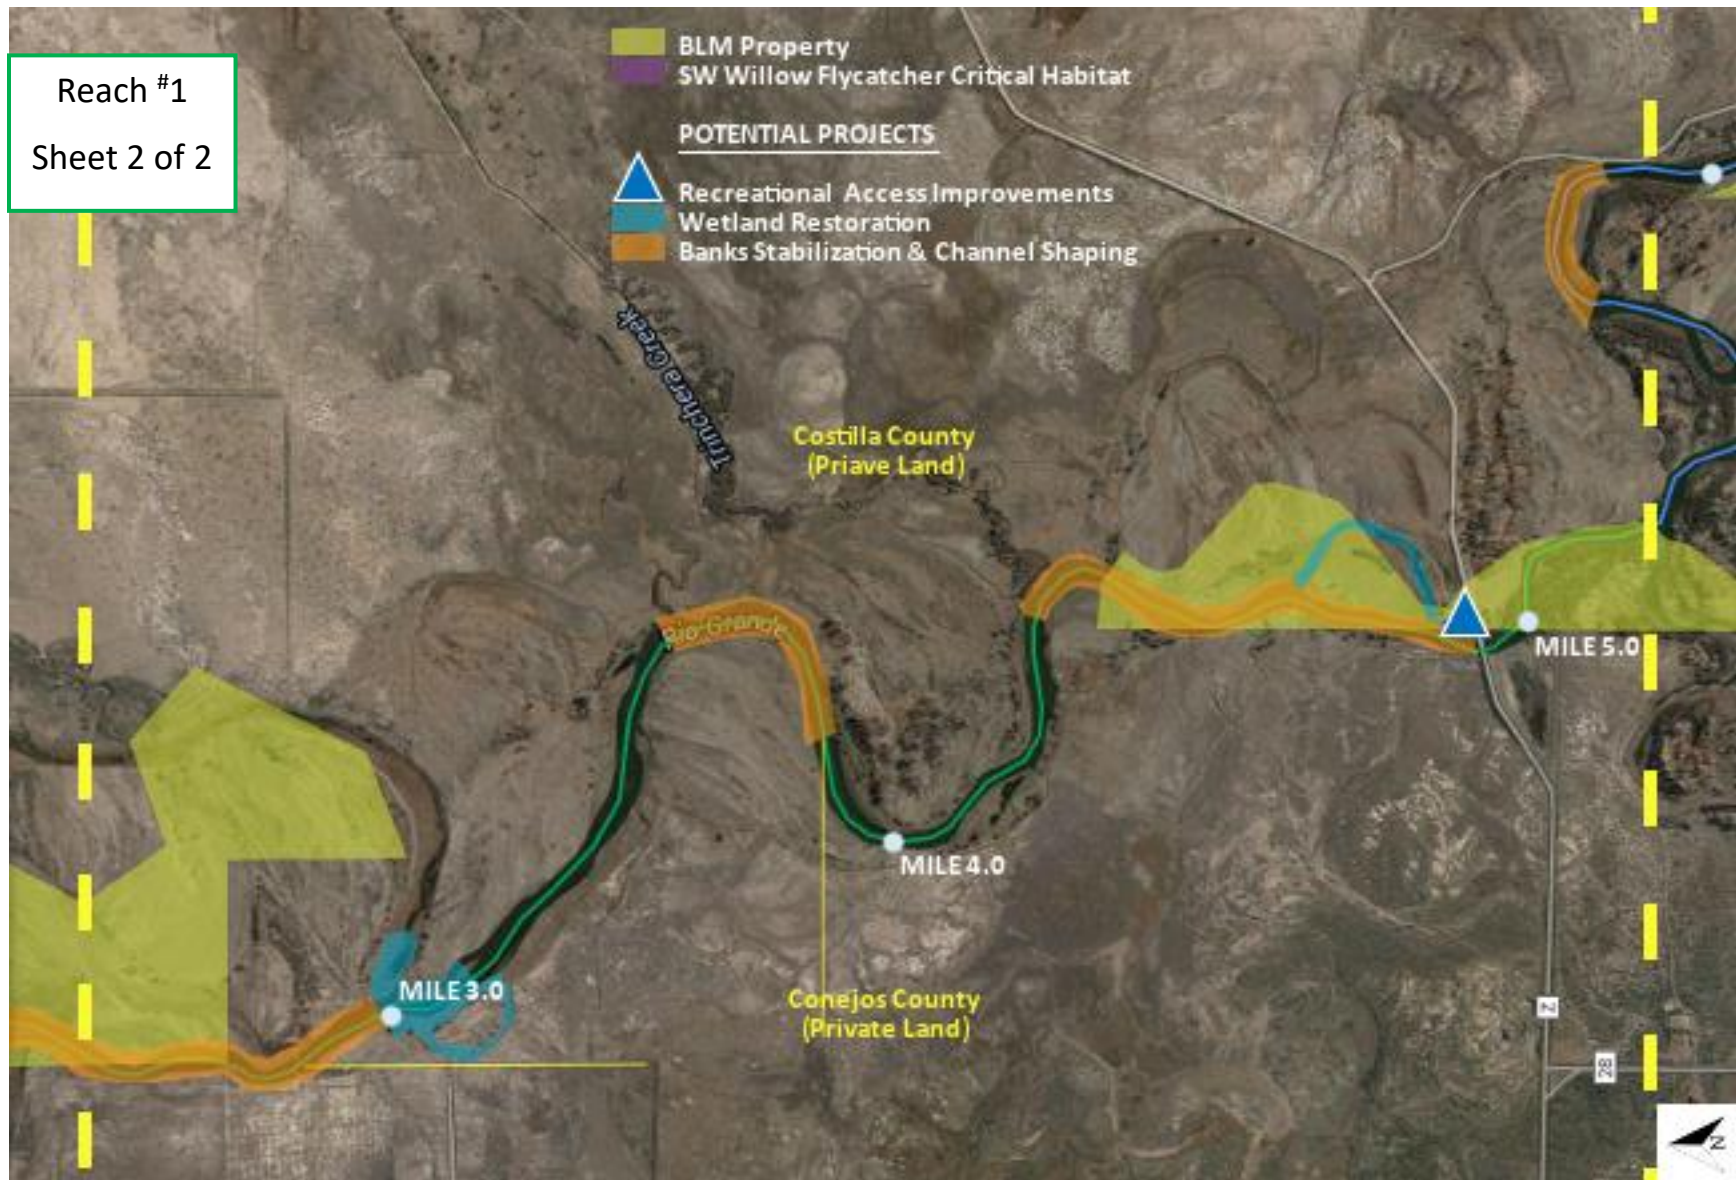 Reach #1
Sheet 2 of 2
BLM Property
SW Willow Flycatcher Critical Habitat
POTENTIAL PROJECTS
Recreational Access Improvements
Wetland Restoration
Banks Stabilization & Channel Shaping
Trinchera Creek
Costilla County
(Priave Land)
Rio Grande
MILE 5.0
MILE 4.0
MILE 3.0
Conejos County
(Private Land)
Z
28
N